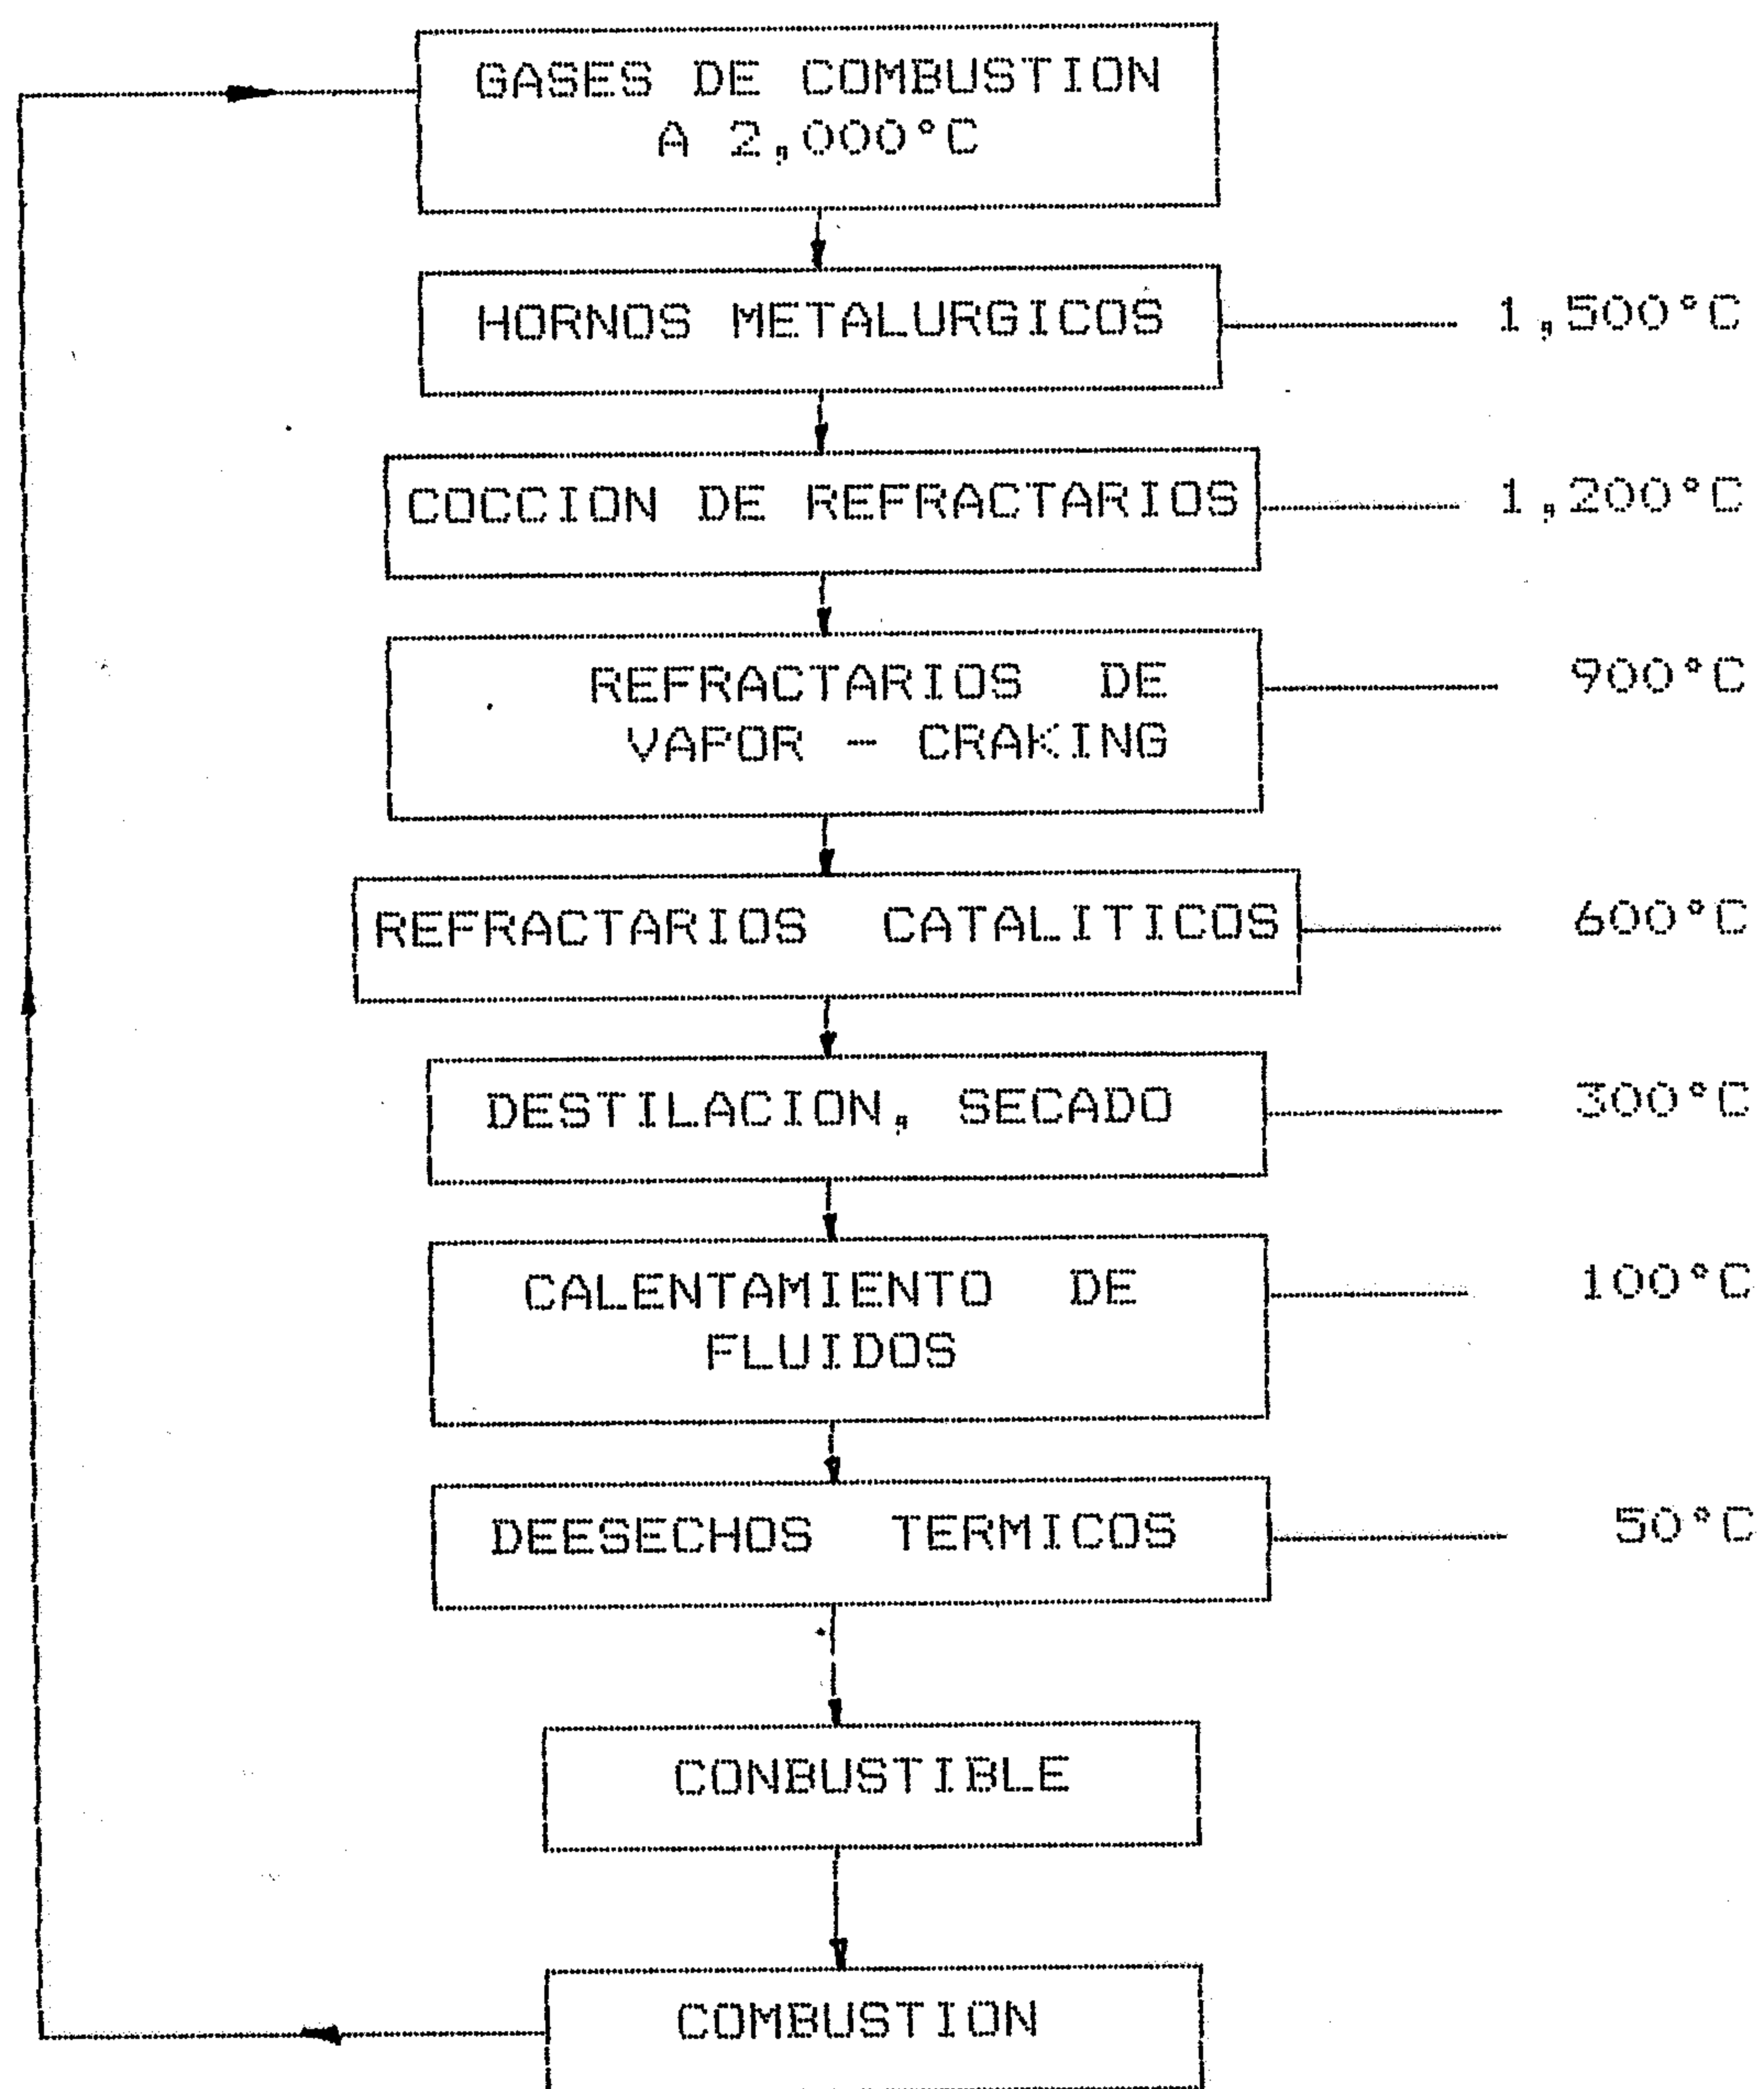 GASES DE COMBUSTION
A 2,000°C
HORNOS METALURGICOS
1,500°C
COCCION DE REFRACTARIOS
1,200°C
REFRACTARIOS DE
900°C
VAPOR - CRAKING
REFRACTARIOS CATALITICOS
600°C
DESTILACION, SECADO
300°C
CALENTAMIENTO DE
100°C
FLUIDOS
DEESECHOS TERMICOS
50°C
CONBUSTIBLE
COMBUSTION